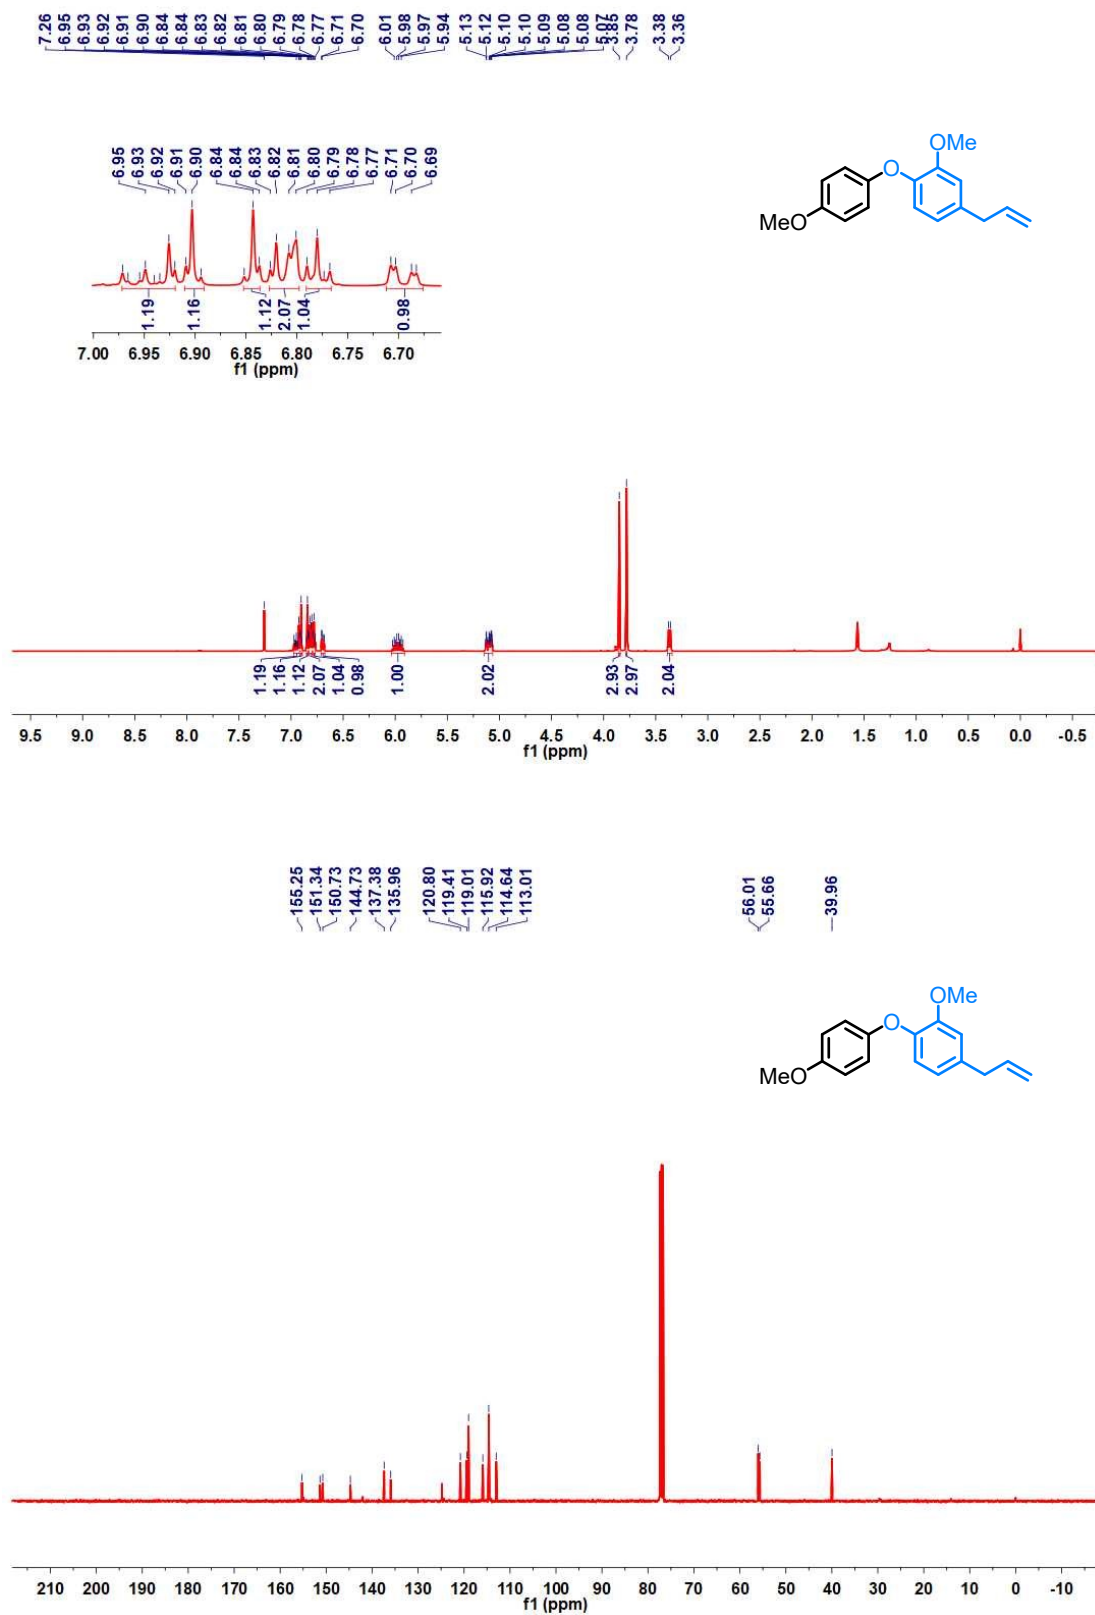 7.26 6.95 6.93 6.92 6.91 6.90 6.84 6.84 6.83 6.82 6.81 6.80 6.79 6.78 6.77 6.71 6.70 6.01 5.98 5.97 5.94 5.13 5.12 5.10 5.10 5.09 5.08 5.08 5.07 3.85 3.78 3.38 3.36
6.95 6.93 6.92 6.91 6.90 6.84 6.84 6.83 6.82 6.81 6.80 6.79 6.78 6.77 6.71 6.70 6.69
OMe
O
MeO
1.19 1.16 1.12 2.07 1.04 0.98
7.00 6.95 6.90 6.85 6.80 6.75 6.70
f1 (ppm)
1.19 1.16 1.12 2.07 1.04 0.98 1.00 2.02 2.93 2.97 2.04
9.5 9.0 8.5 8.0 7.5 7.0 6.5 6.0 5.5 5.0 4.5 4.0 3.5 3.0 2.5 2.0 1.5 1.0 0.5 0.0 -0.5
f1 (ppm)
155.25 151.34 150.73 144.73 137.38 135.96 120.80 119.41 119.01 115.92 114.64 113.01 56.01 55.66 39.96
OMe
O
MeO
210 200 190 180 170 160 150 140 130 120 110 100 90 80 70 60 50 40 30 20 10 0 -10
f1 (ppm)